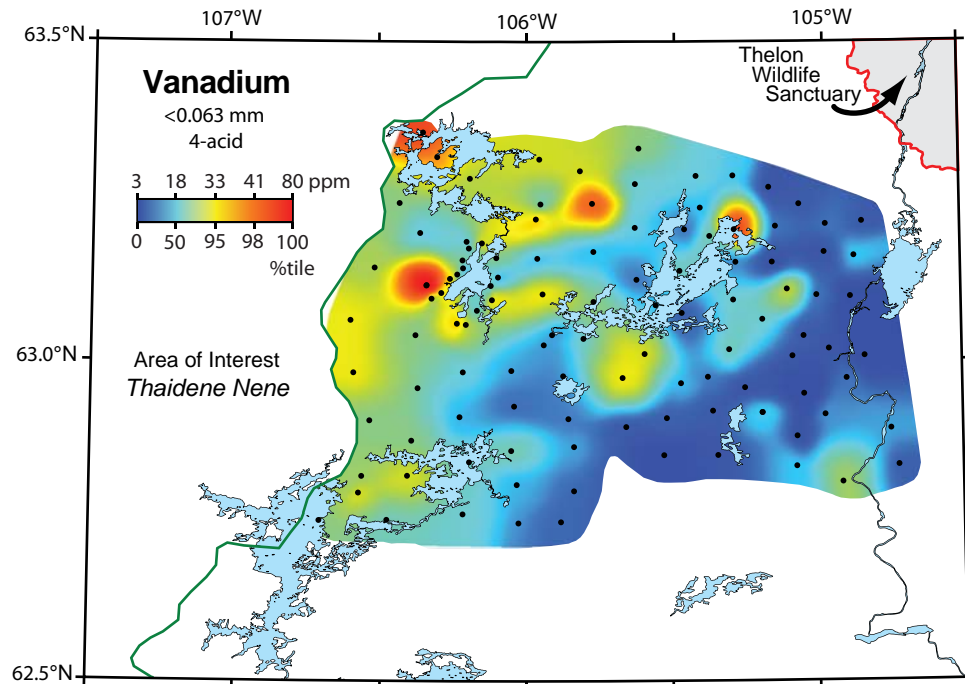 107°W
106°W
105°W
63.5°N
Vanadium
<0.063 mm
4-acid
3 18 33 41 80 ppm
0 50 95 98 100
%tile
Thelon
Wildlife
Sanctuary
63.0°N
Area of Interest
Thaidene Nene
62.5°N